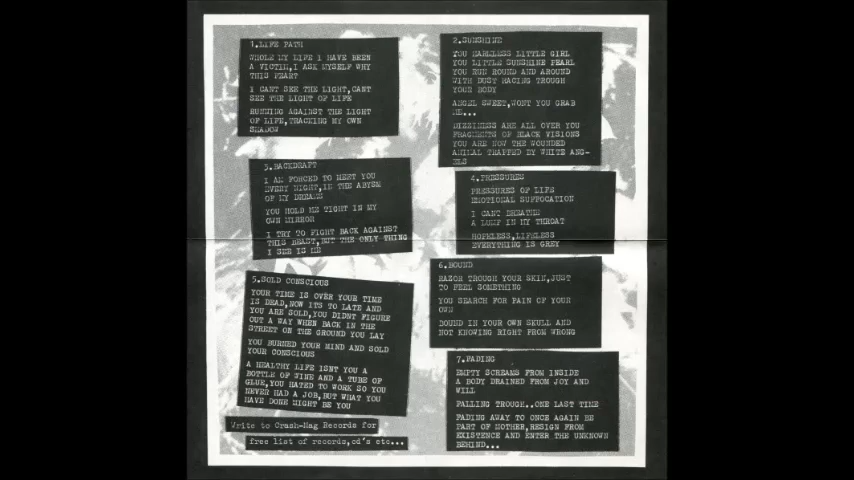 1.LIFE PATH
WHOLE MY LIFE I HAVE BEEN
A VICTIM,I ASK MYSELF WHY
THIS FEART
I CANT SEE THE LIGHT,CANT
SEE THE LIGHT OF LIFE
RUNNING AGAINST THE LIGHT
OF LIFE,TRACKING MY OWN
SHADOW
2.SUNSHINE
YOU HARMLESS LITTLE GIRL
YOU LITTLE SUNSHINE PEARL
YOU RUN ROUND AND AROUND
WITH DUST RACING TROUGH
YOUR BODY
ANGEL SWEET,WONT YOU GRAB
ME...
DIZZINESS ARE ALL OVER YOU
FRAGMENTS OF BLACK VISIONS
YOU ARE NOW THE WOUNDED
ANIMAL TRAPPED BY WHITE ANG-
ELS
3.BACKDRAFT
I AM FORCED TO MEET YOU
EVERY NIGHT,IN THE ABYSM
OF MY DREAMS
YOU HOLD ME TIGHT IN MY
OWN MIRROR
I TRY TO FIGHT BACK AGAINST
THIS BEAST,BUT THE ONLY THING
I SEE IS ME
4.PRESSURES
PRESSURES OF LIFE
EMOTIONAL SUFFOCATION
I CANT BREATHE
A LUMP IN MY THROAT
HOPELESS,LIFELESS
EVERYTHING IS GREY
5.SOLD CONSCIOUS
YOUR TIME IS OVER YOUR TIME
IS DEAD,NOW ITS TO LATE AND
YOU ARE SOLD,YOU DIDNT FIGURE
OUT A WAY WHEN BACK IN THE
STREET ON THE GROUND YOU LAY
YOU BURNED YOUR MIND AND SOLD
YOUR CONSCIOUS
A HEALTHY LIFE ISNT YOU A
BOTTLE OF WINE AND A TUBE OF
GLUE,YOU HATED TO WORK SO YOU
NEVER HAD A JOB,BUT WHAT YOU
HAVE DONE MIGHT BE YOU
6.BOUND
RAZOR TROUGH YOUR SKIN,JUST
TO FEEL SOMETHING
YOU SEARCH FOR PAIN OF YOUR
OWN
BOUND IN YOUR OWN SKULL AND
NOT KNOWING RIGHT FROM WRONG
7.FADING
EMPTY SCREAMS FROM INSIDE
A BODY DRAINED FROM JOY AND
WILL
FALLING TROUGH..ONE LAST TIME
FADING AWAY TO ONCE AGAIN BE
PART OF MOTHER,RESIGN FROM
EXISTENCE AND ENTER THE UNKNOWN
BEHIND...
Write to Crash-Mag Records for
free list of records,cd's etc...